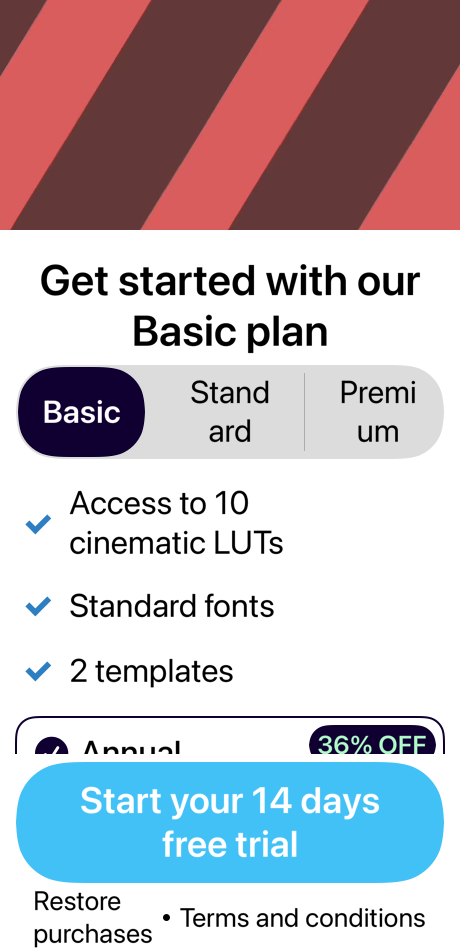 Get started with our
Basic plan
Basic
Stand
ard
Premi
um
Access to 10
cinematic LUTs
Standard fonts
2 templates
Annual
36% OFF
Start your 14 days
free trial
Restore
purchases
• Terms and conditions